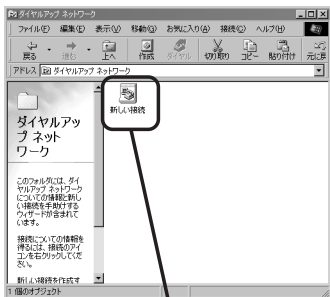 ダイヤルアップ ネットワーク
ファイル(F) 編集(E) 表示(V) 移動(G) お気に入り(A) 接続(C) ヘルプ(H)
戻る 進む 上へ 作成 ダイヤル 切り取り コピー 貼り付け 元に戻
アドレス ダイヤルアップ ネットワーク
ダイヤルアッ
プ ネット
ワーク
新しい接続
このフォルダには、ダイ
ヤルアップ ネットワーク
についての情報と新し
い接続を手助けする
ウィザードが含まれて
います。
接続についての情報を
得るには、接続のアイ
コンを右クリックしてくだ
さい。
新しい接続を作成す
1 個のオブジェクト